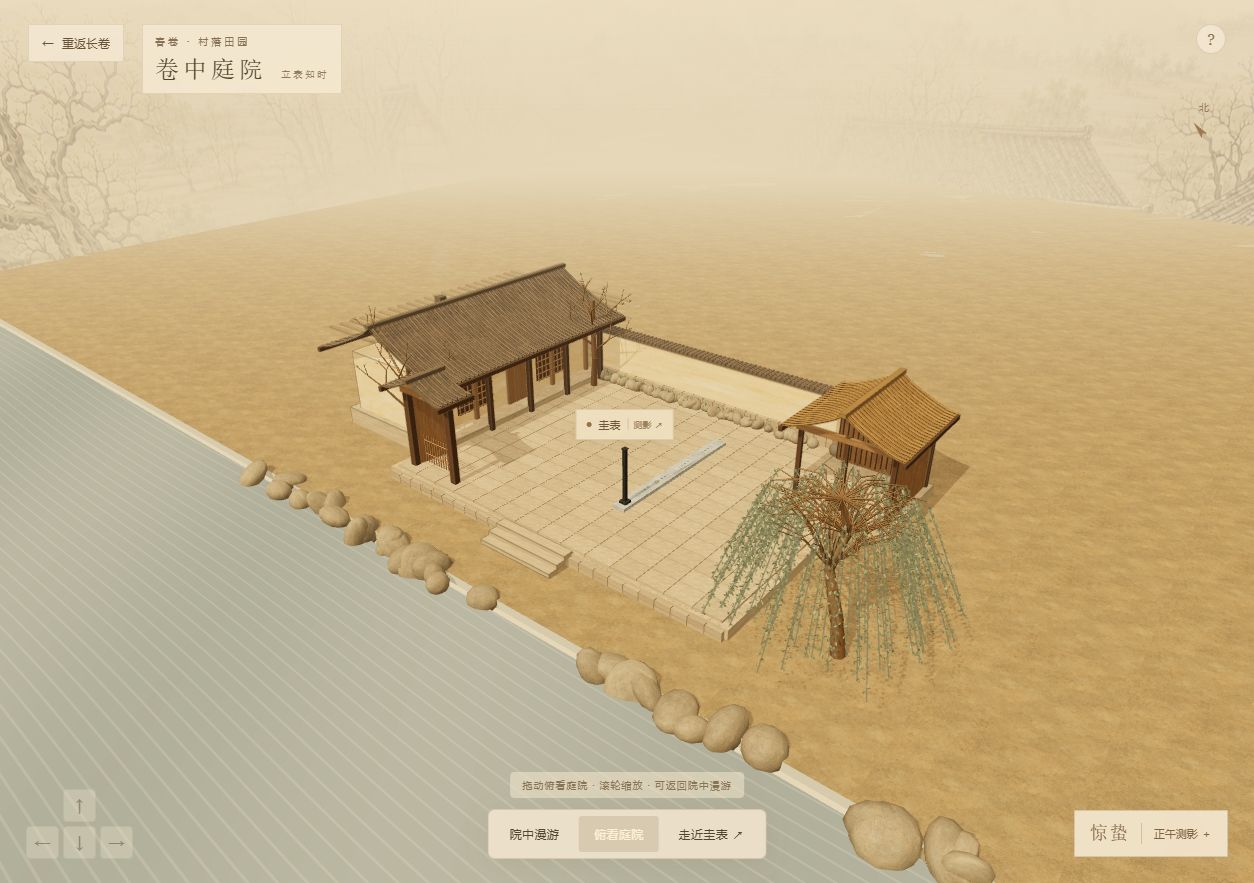 ← 重返长卷
春卷 · 村落田园
卷中庭院 立表知时
?
北
圭表 测影 ↗
拖动俯看庭院 · 滚轮缩放 · 可返回院中漫游
院中漫游 俯看庭院 走近圭表 ↗
↑
← ↓ →
惊蛰 正午测影 +